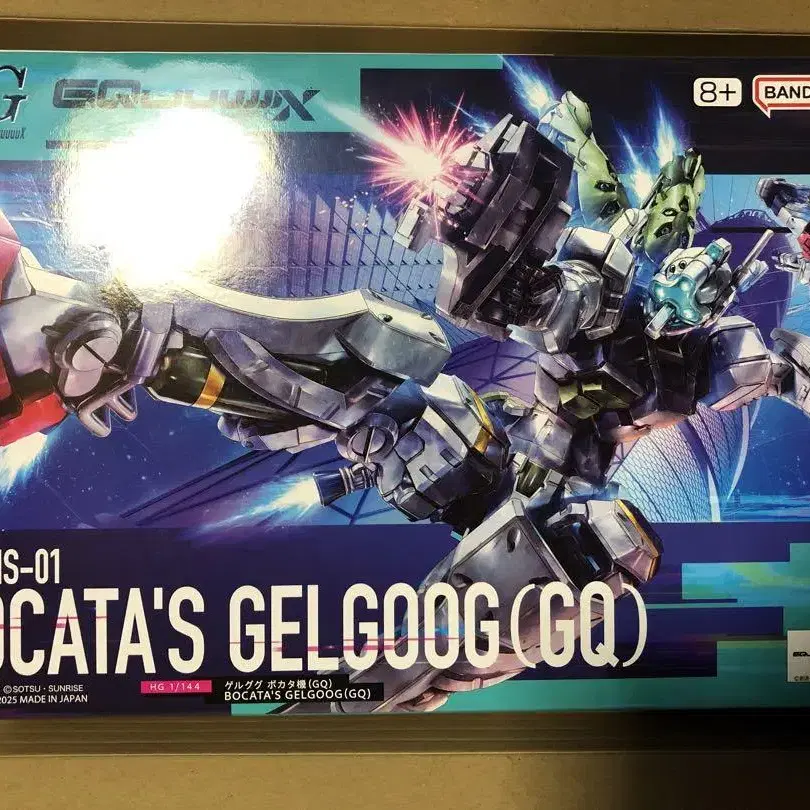 G
GQuuuuuuX
8+
BAND
MS-01
OCATA'S GELGOOG(GQ)
HG 1/144
ゲルググ ボカタ機(GQ)
BOCATA'S GELGOOG(GQ)
©SOTSU・SUNRISE
2025 MADE IN JAPAN